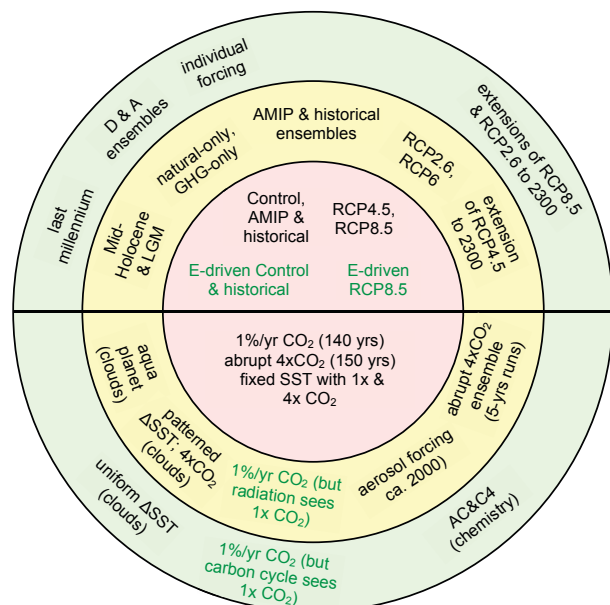 individual
forcing
D & A
ensembles
last
millennium
extensions of RCP8.5
& RCP2.6 to 2300
AMIP & historical
ensembles
natural-only,
GHG-only
Mid-
Holocene
& LGM
RCP2.6,
RCP6
extension
of RCP4.5
to 2300
Control,
AMIP &
historical
RCP4.5,
RCP8.5
E-driven Control
& historical
E-driven
RCP8.5
1%/yr CO₂ (140 yrs)
abrupt 4xCO₂ (150 yrs)
fixed SST with 1x &
4x CO₂
aqua
planet
(clouds)
patterned
ΔSST; 4xCO₂
(clouds)
1%/yr CO₂ (but
radiation sees
1x CO₂)
aerosol forcing
ca. 2000)
abrupt 4xCO₂
ensemble
(5-yrs runs)
uniform ΔSST
(clouds)
1%/yr CO₂ (but
carbon cycle sees
1x CO₂)
AC&C4
(chemistry)